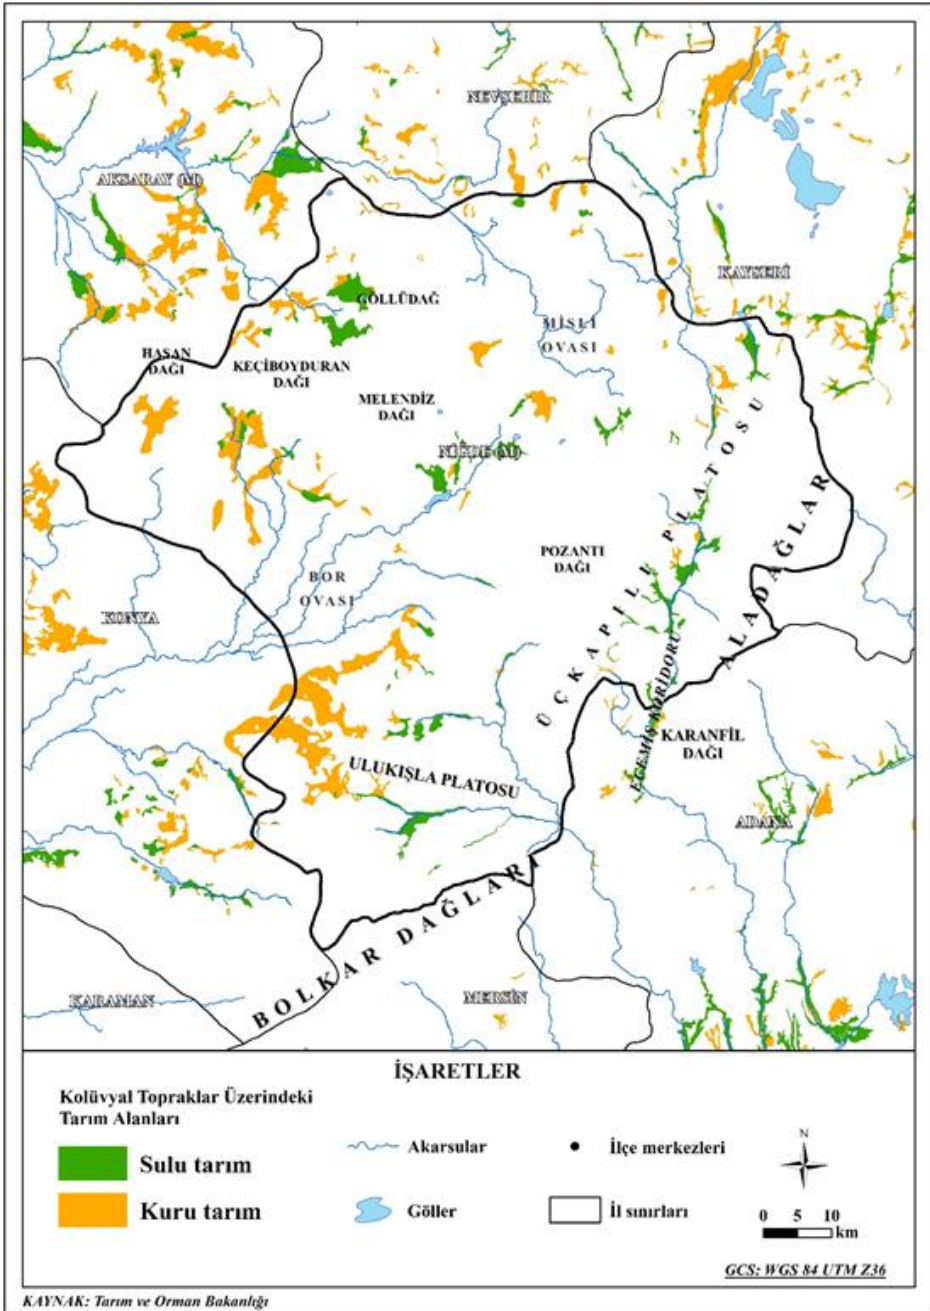 NEVŞEHİR
AKSARAY (M)
KAYSERİ
GÖLLÜDAĞ
MİSLİ
OVASI
HASAN
DAĞI
KEÇİBOYDURAN
DAĞI
MELENDİZ
DAĞI
NİĞDE (M)
ÜÇKAPILI PLATOSU
POZANTI
DAĞI
ALADAĞLAR
BOR
OVASI
KONYA
ECEMİŞ KORİDORU
KARANFİL
DAĞI
ULUKIŞLA PLATOSU
ADANA
BOLKAR DAĞLARI
KARAMAN
MERSİN
İŞARETLER
Kolüvyal Topraklar Üzerindeki
Tarım Alanları
Sulu tarım
Kuru tarım
Akarsular
Göller
İlçe merkezleri
İl sınırları
N
0 5 10
km
GCS: WGS 84 UTM Z36
KAYNAK: Tarım ve Orman Bakanlığı